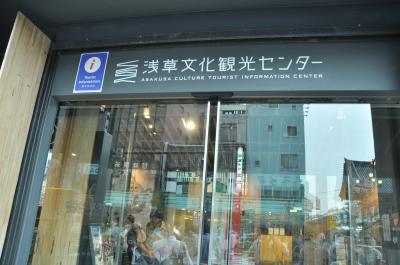 浅草文化観光センター
ASAKUSA CULTURE TOURIST INFORMATION CENTER
i
Tourist
Information